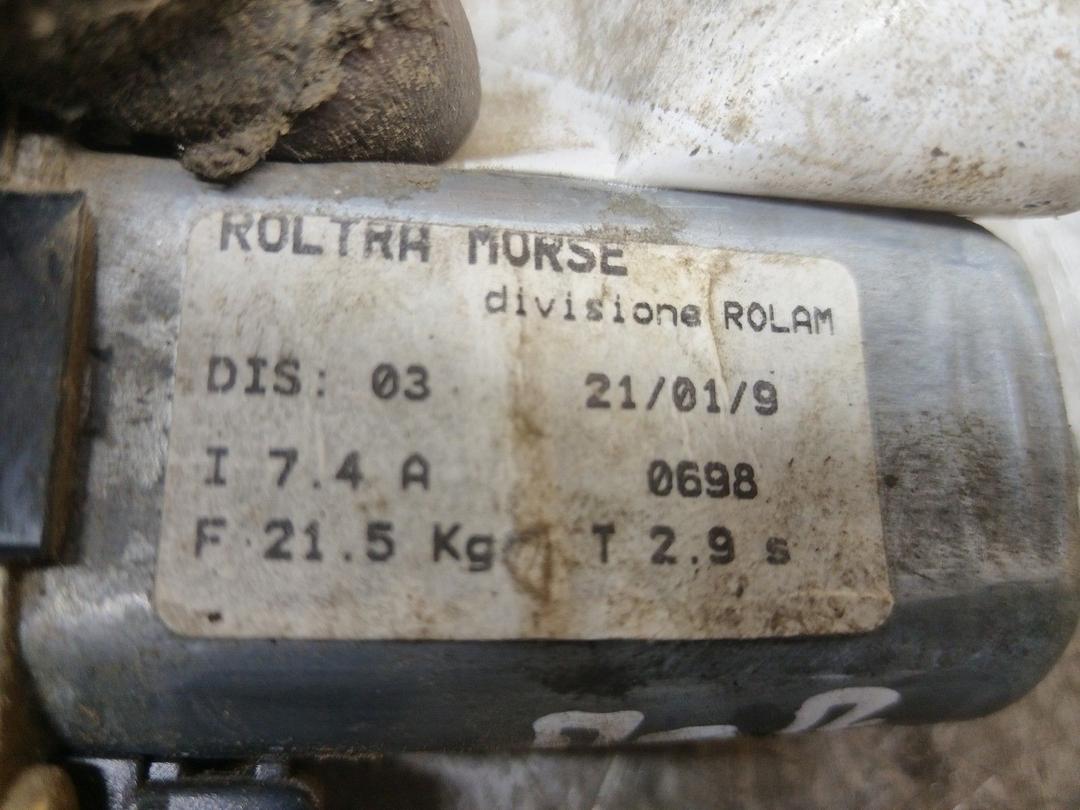 ROLTRA MORSE
divisione ROLAM
DIS: 03 21/01/9
I 7.4 A 0698
F 21.5 Kg T 2.9 s